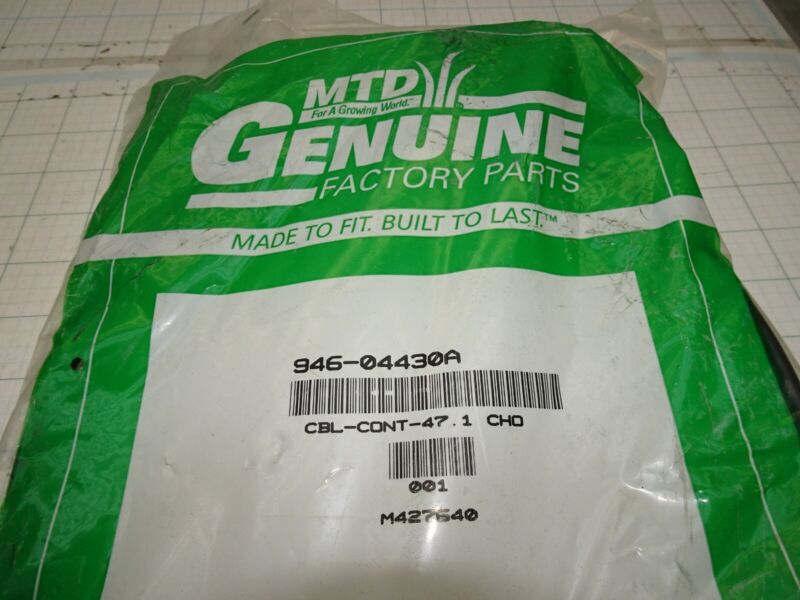 MTD
For A Growing World.™
GENUINE
FACTORY PARTS
MADE TO FIT. BUILT TO LAST.™
946-04430A
CBL-CONT-47.1 CHO
001
M427640